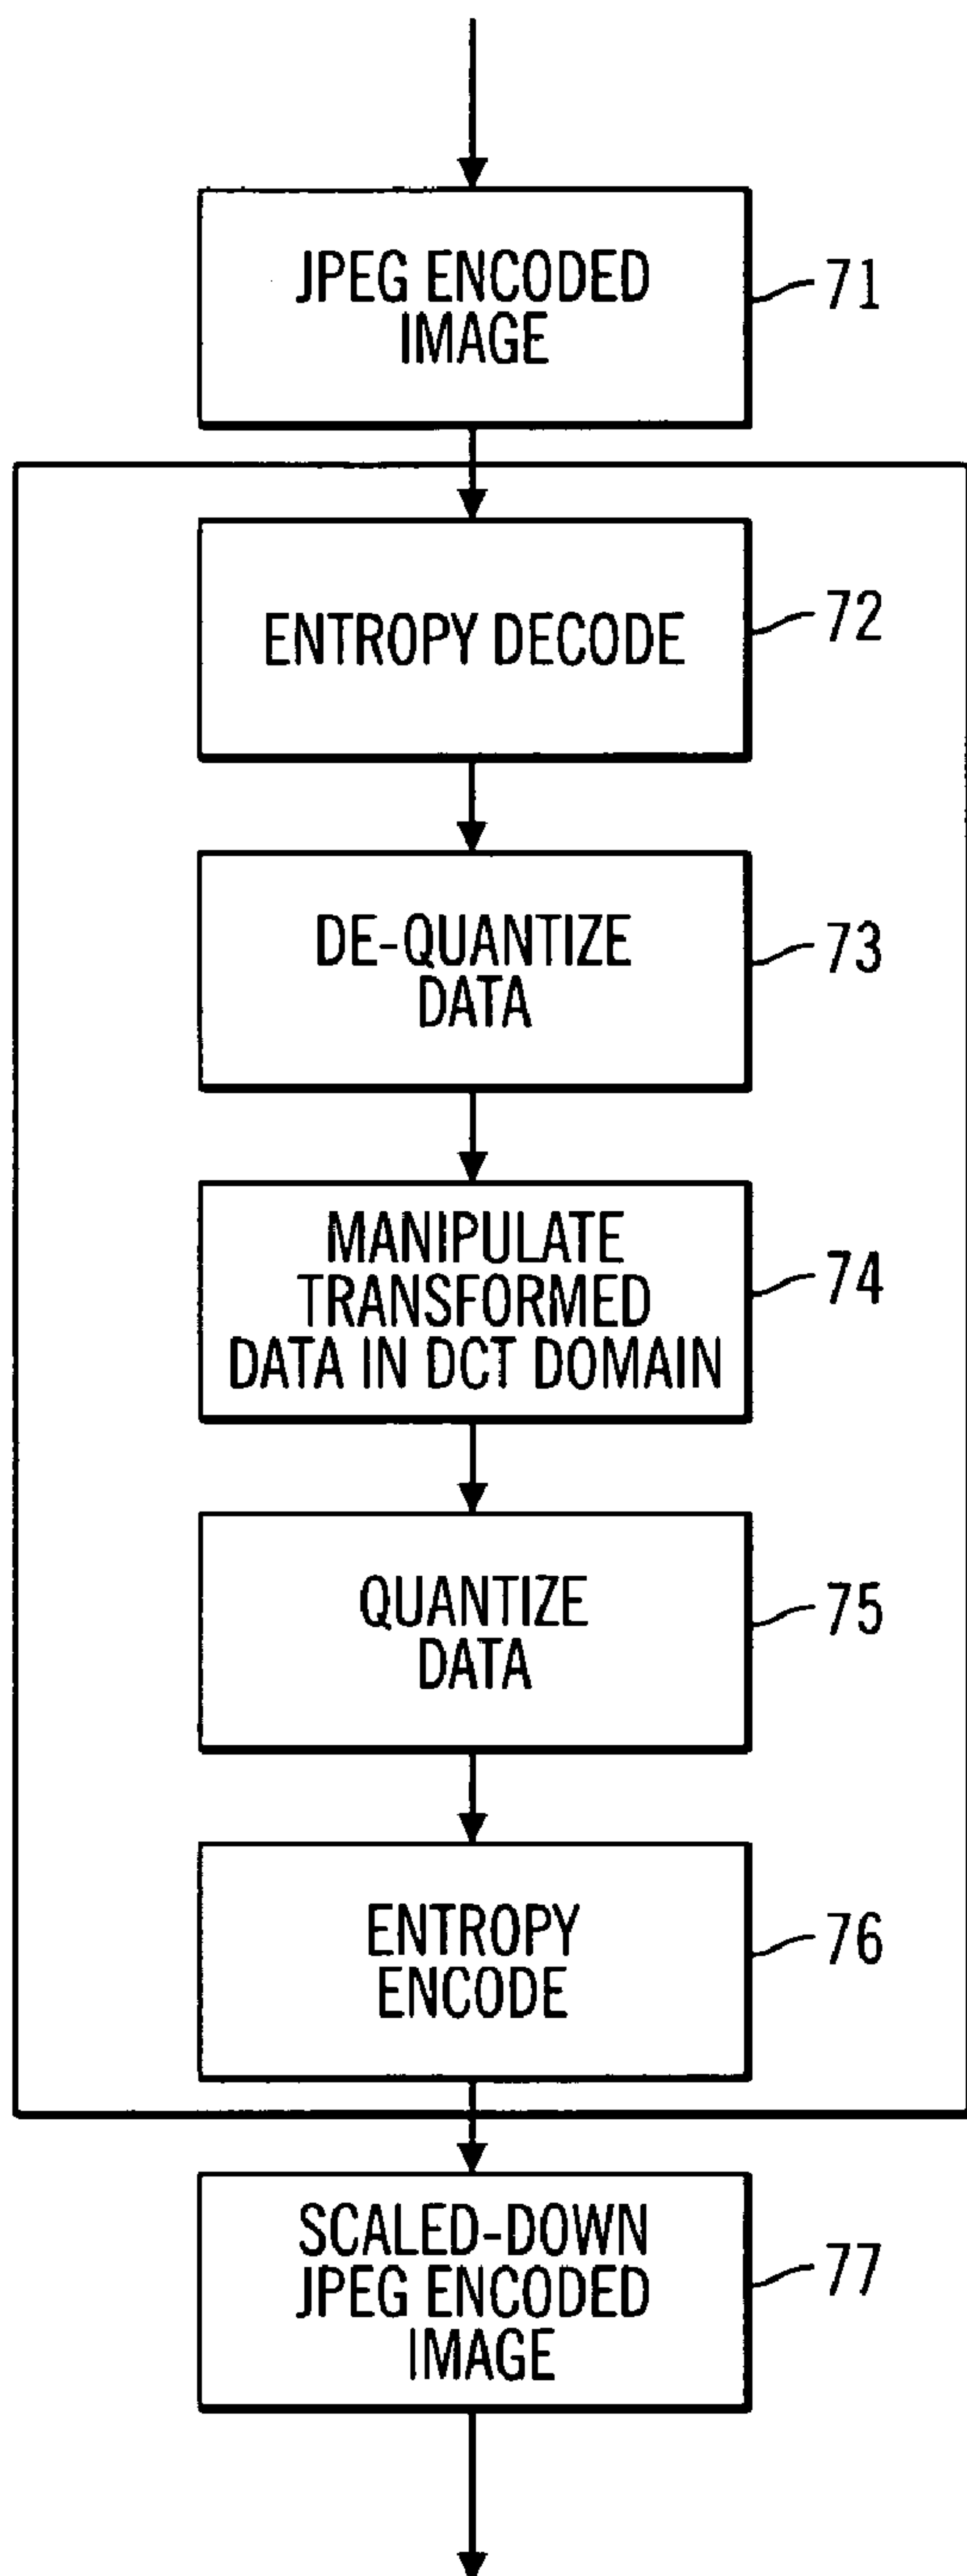 JPEG ENCODED
IMAGE
71
ENTROPY DECODE
72
DE-QUANTIZE
DATA
73
MANIPULATE
TRANSFORMED
DATA IN DCT DOMAIN
74
QUANTIZE
DATA
75
ENTROPY
ENCODE
76
SCALED-DOWN
JPEG ENCODED
IMAGE
77